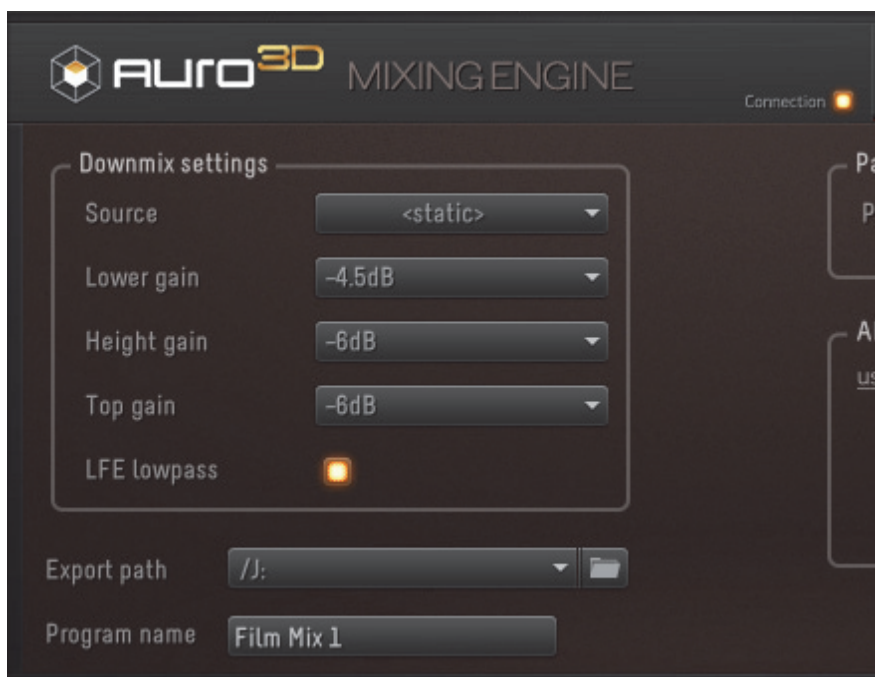 AURO3D MIXING ENGINE
Connection
Downmix settings
Source <static>
Lower gain -4.5dB
Height gain -6dB
Top gain -6dB
LFE lowpass
Export path /J:
Program name Film Mix 1